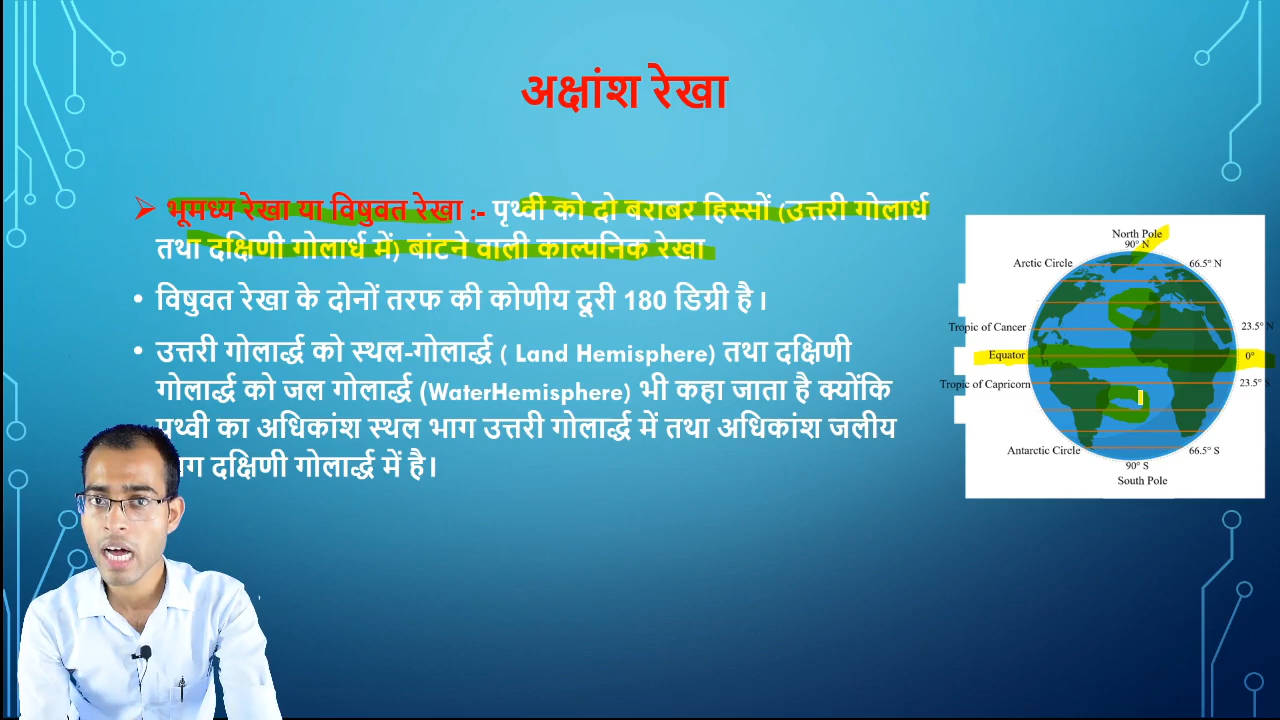 अक्षांश रेखा
➢ भूमध्य रेखा या विषुवत रेखा :- पृथ्वी को दो बराबर हिस्सों (उत्तरी गोलार्ध
तथा दक्षिणी गोलार्ध में) बांटने वाली काल्पनिक रेखा
• विषुवत रेखा के दोनों तरफ की कोणीय दूरी 180 डिग्री है ।
• उत्तरी गोलार्द्ध को स्थल-गोलार्द्ध ( Land Hemisphere) तथा दक्षिणी
गोलार्द्ध को जल गोलार्द्ध (WaterHemisphere) भी कहा जाता है क्योंकि
पृथ्वी का अधिकांश स्थल भाग उत्तरी गोलार्द्ध में तथा अधिकांश जलीय
दक्षिणी गोलार्द्ध में है।
North Pole
90° N
Arctic Circle 66.5° N
Tropic of Cancer 23.5° N
Equator 0°
Tropic of Capricorn 23.5° S
Antarctic Circle 66.5° S
90° S
South Pole